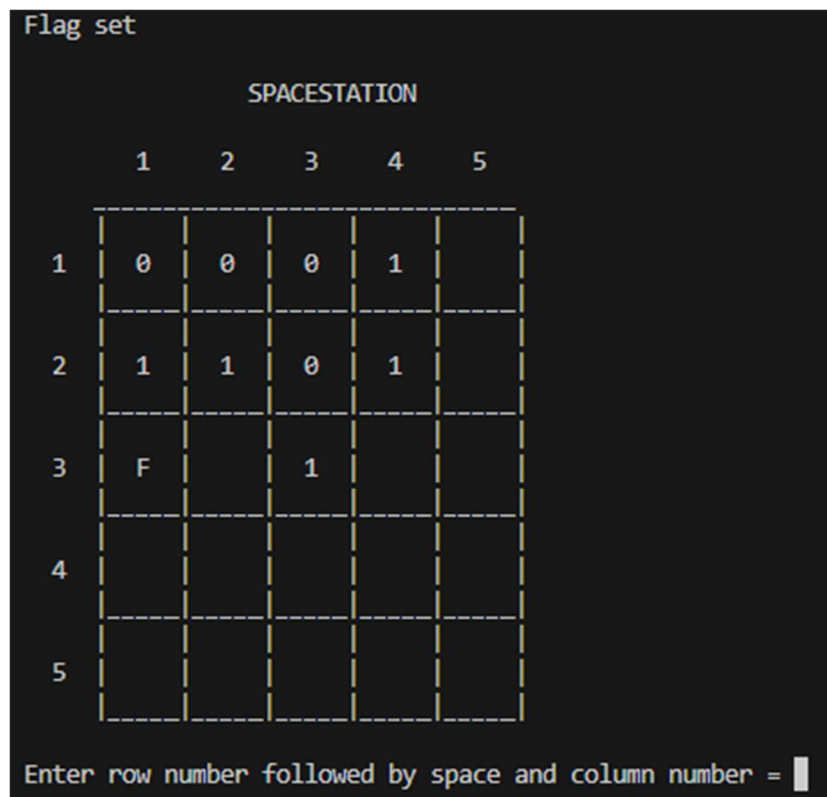 Flag set
SPACESTATION
1 2 3 4 5
1 0 0 0 1
2 1 1 0 1
3 F 1
4
5
Enter row number followed by space and column number =